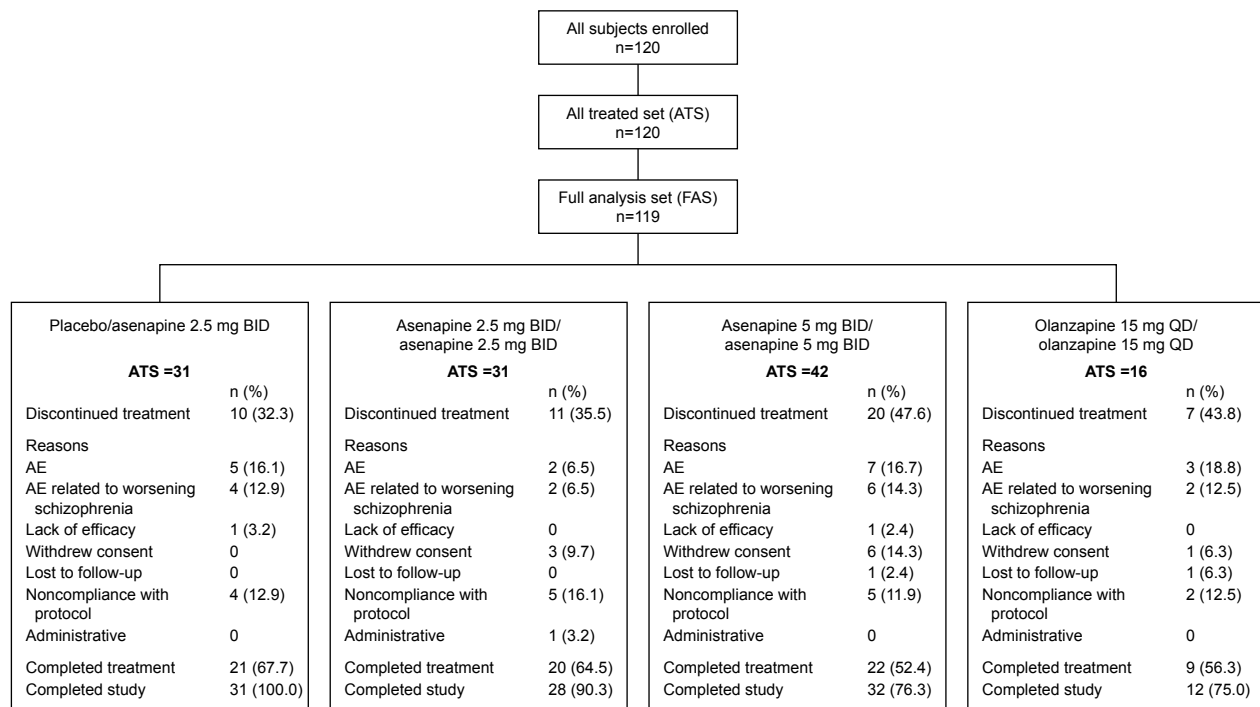 All subjects enrolled
n=120
All treated set (ATS)
n=120
Full analysis set (FAS)
n=119
Placebo/asenapine 2.5 mg BID
ATS =31
n (%)
Discontinued treatment 10 (32.3)
Reasons
AE 5 (16.1)
AE related to worsening 4 (12.9)
schizophrenia
Lack of efficacy 1 (3.2)
Withdrew consent 0
Lost to follow-up 0
Noncompliance with 4 (12.9)
protocol
Administrative 0
Completed treatment 21 (67.7)
Completed study 31 (100.0)
Asenapine 2.5 mg BID/
asenapine 2.5 mg BID
ATS =31
n (%)
Discontinued treatment 11 (35.5)
Reasons
AE 2 (6.5)
AE related to worsening 2 (6.5)
schizophrenia
Lack of efficacy 0
Withdrew consent 3 (9.7)
Lost to follow-up 0
Noncompliance with 5 (16.1)
protocol
Administrative 1 (3.2)
Completed treatment 20 (64.5)
Completed study 28 (90.3)
Asenapine 5 mg BID/
asenapine 5 mg BID
ATS =42
n (%)
Discontinued treatment 20 (47.6)
Reasons
AE 7 (16.7)
AE related to worsening 6 (14.3)
schizophrenia
Lack of efficacy 1 (2.4)
Withdrew consent 6 (14.3)
Lost to follow-up 1 (2.4)
Noncompliance with 5 (11.9)
protocol
Administrative 0
Completed treatment 22 (52.4)
Completed study 32 (76.3)
Olanzapine 15 mg QD/
olanzapine 15 mg QD
ATS =16
n (%)
Discontinued treatment 7 (43.8)
Reasons
AE 3 (18.8)
AE related to worsening 2 (12.5)
schizophrenia
Lack of efficacy 0
Withdrew consent 1 (6.3)
Lost to follow-up 1 (6.3)
Noncompliance with 2 (12.5)
protocol
Administrative 0
Completed treatment 9 (56.3)
Completed study 12 (75.0)